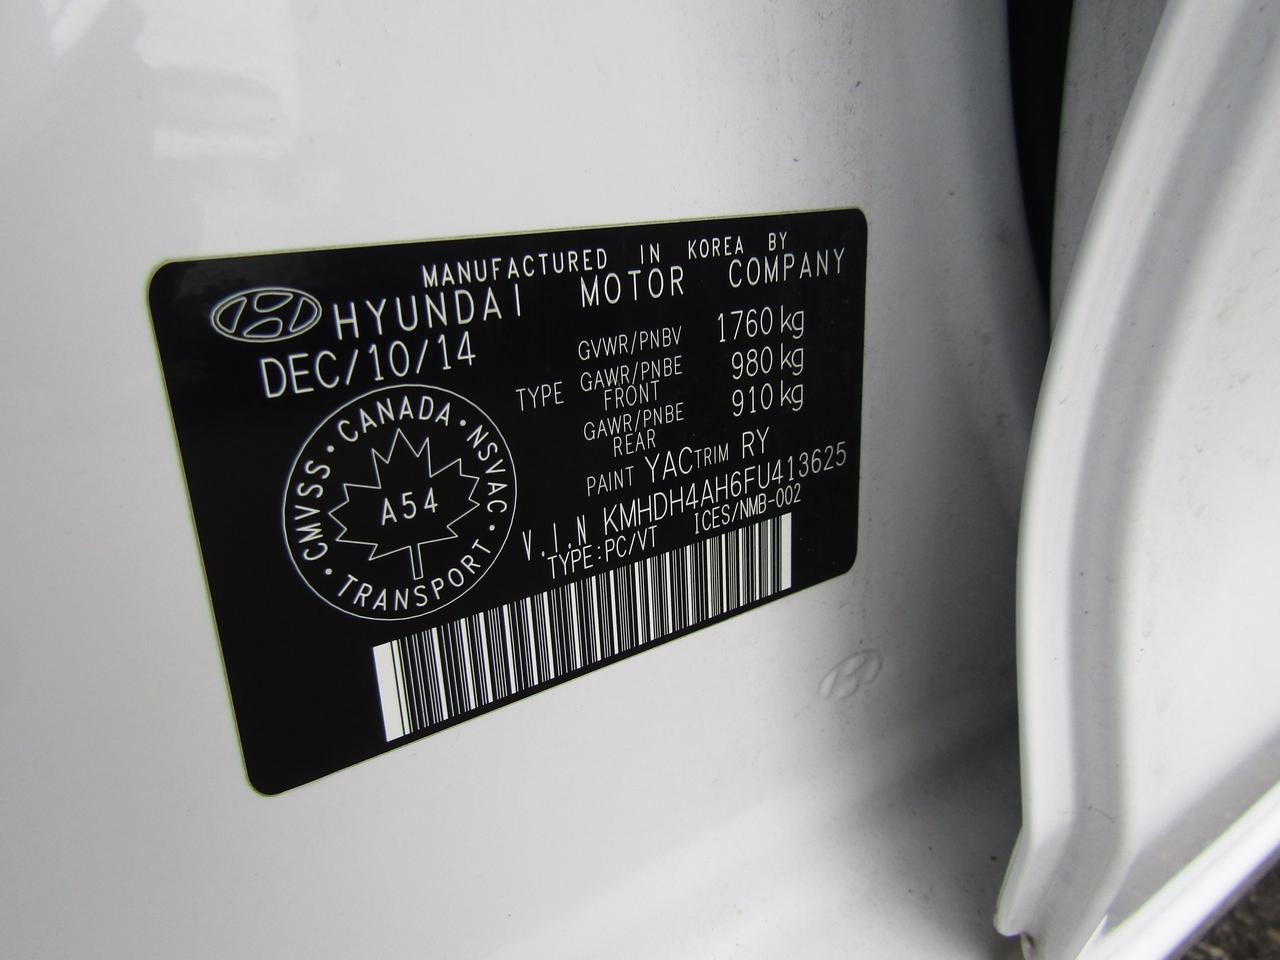 MANUFACTURED IN KOREA BY
HYUNDAI MOTOR COMPANY
DEC/10/14
GVWR/PNBV 1760 kg
TYPE GAWR/PNBE FRONT 980 kg
GAWR/PNBE REAR 910 kg
PAINT YAC TRIM RY
V.I.N KMHDH4AH6FU413625
TYPE:PC/VT ICES/NMB-002
CANADA • NSVAC • TRANSPORT • CMVSS •
A54